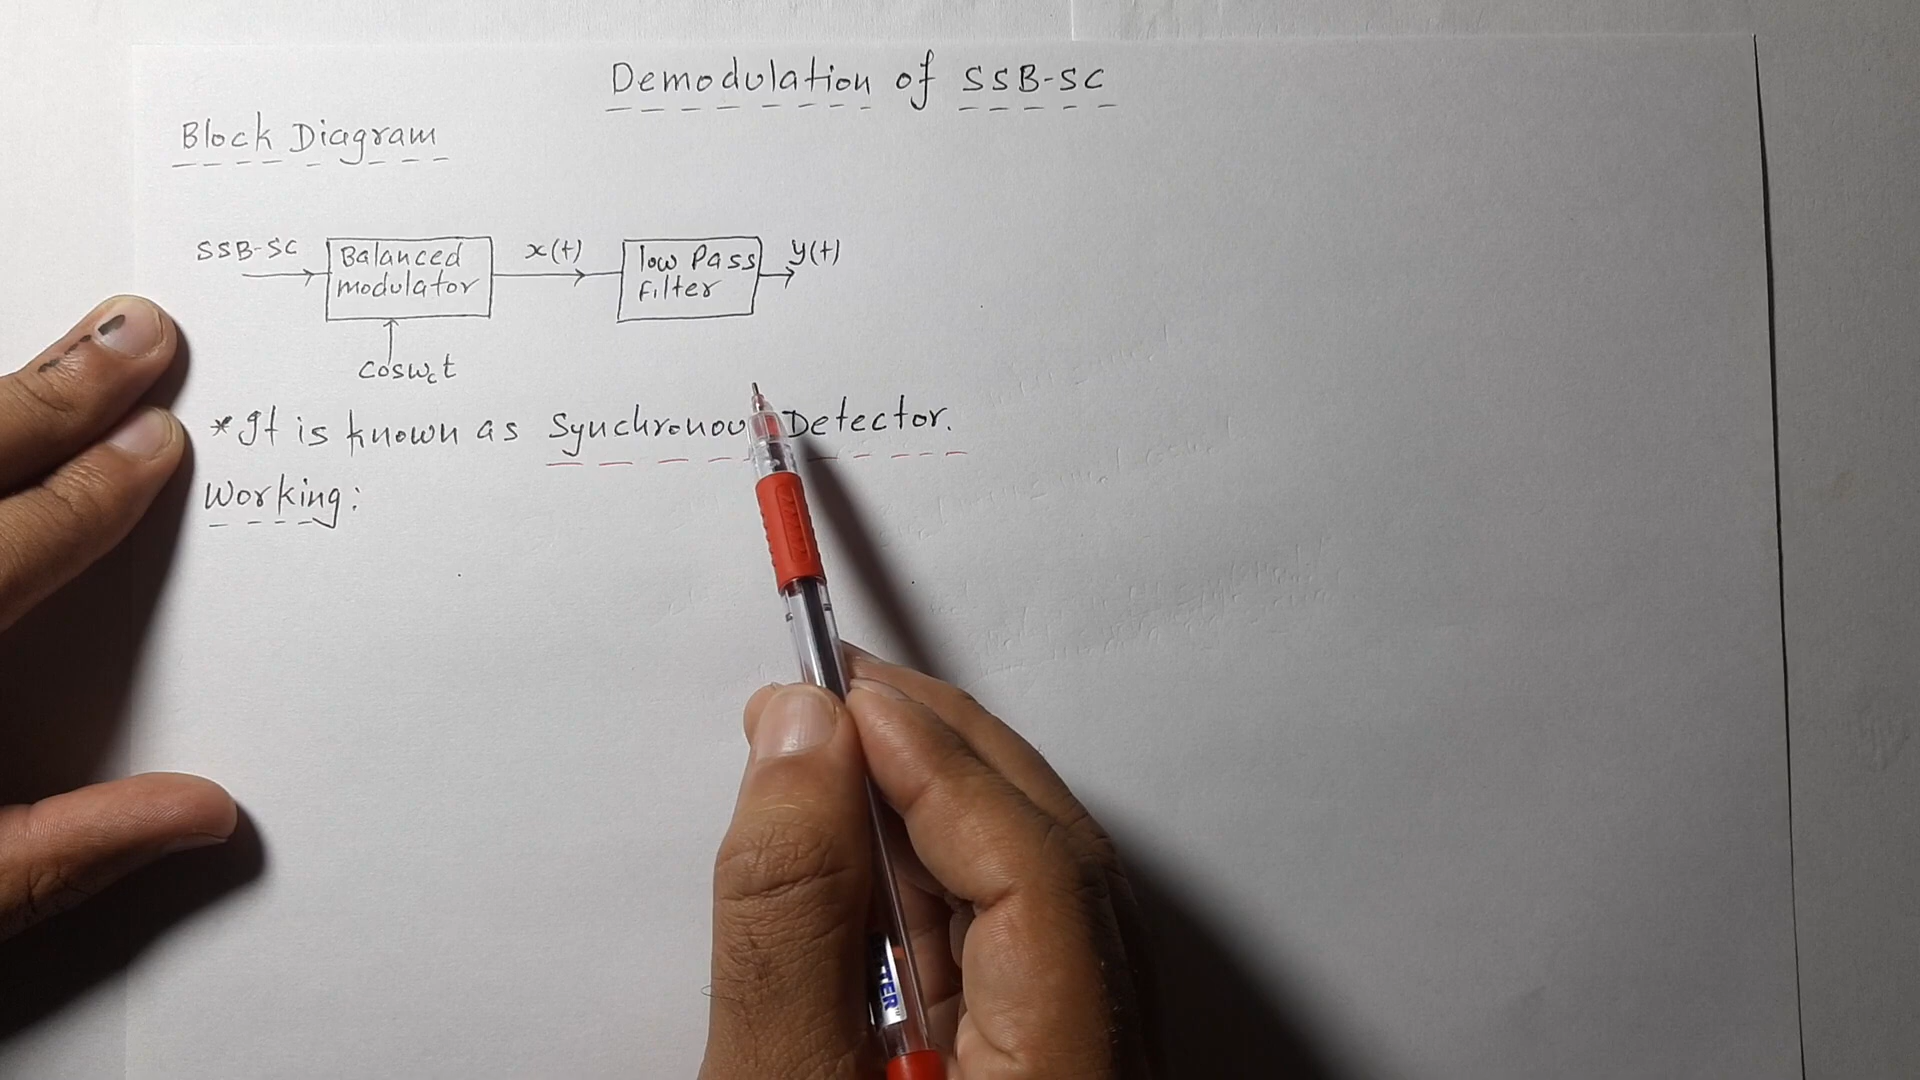 Demodulation of SSB-SC
Block Diagram
SSB-SC
Balanced
modulator
x(t)
low Pass
Filter
y(t)
Cosωct
*It is known as Synchronou Detector.
Working: